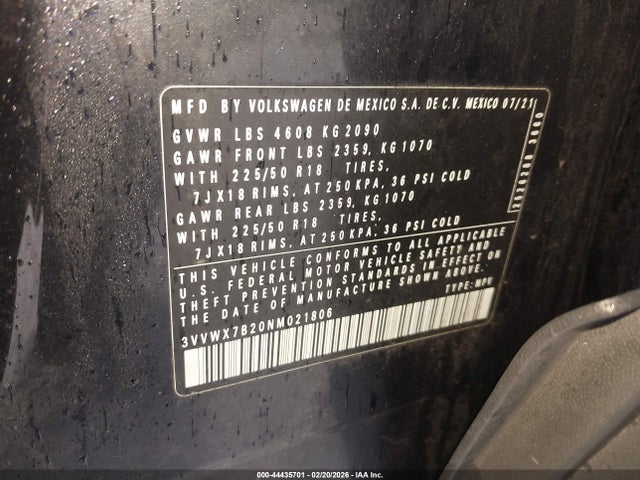 MFD BY VOLKSWAGEN DE MEXICO S.A. DE C.V. MEXICO 07/21
GVWR LBS 4608 KG 2090
GAWR FRONT LBS 2359, KG 1070
WITH 225/50 R18 TIRES,
7JX18 RIMS, AT 250 KPA, 36 PSI COLD
GAWR REAR LBS 2359, KG 1070
WITH 225/50 R18 TIRES,
7JX18 RIMS, AT 250 KPA, 36 PSI COLD
THIS VEHICLE CONFORMS TO ALL APPLICABLE
U.S. FEDERAL MOTOR VEHICLE SAFETY AND
THEFT PREVENTION STANDARDS IN EFFECT ON
THE DATE OF MANUFACTURE SHOWN ABOVE.
TYPE: MPV
3VVWX7B20NM021806
000-44435701 | 02/20/2026 | IAA Inc.